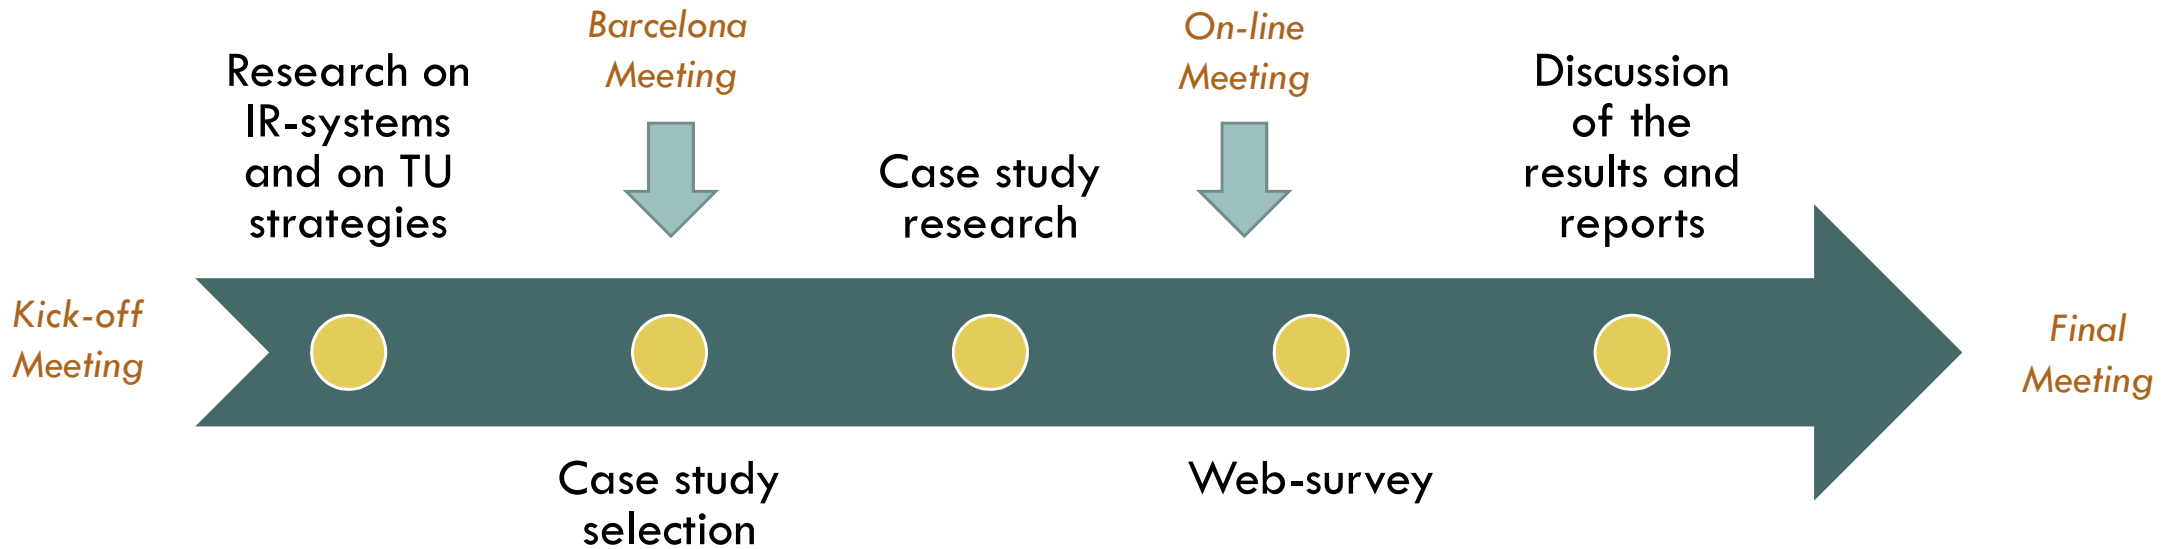 Kick-off
Meeting
Research on
IR-systems
and on TU
strategies
Barcelona
Meeting
Case study
selection
Case study
research
On-line
Meeting
Web-survey
Discussion
of the
results and
reports
Final
Meeting